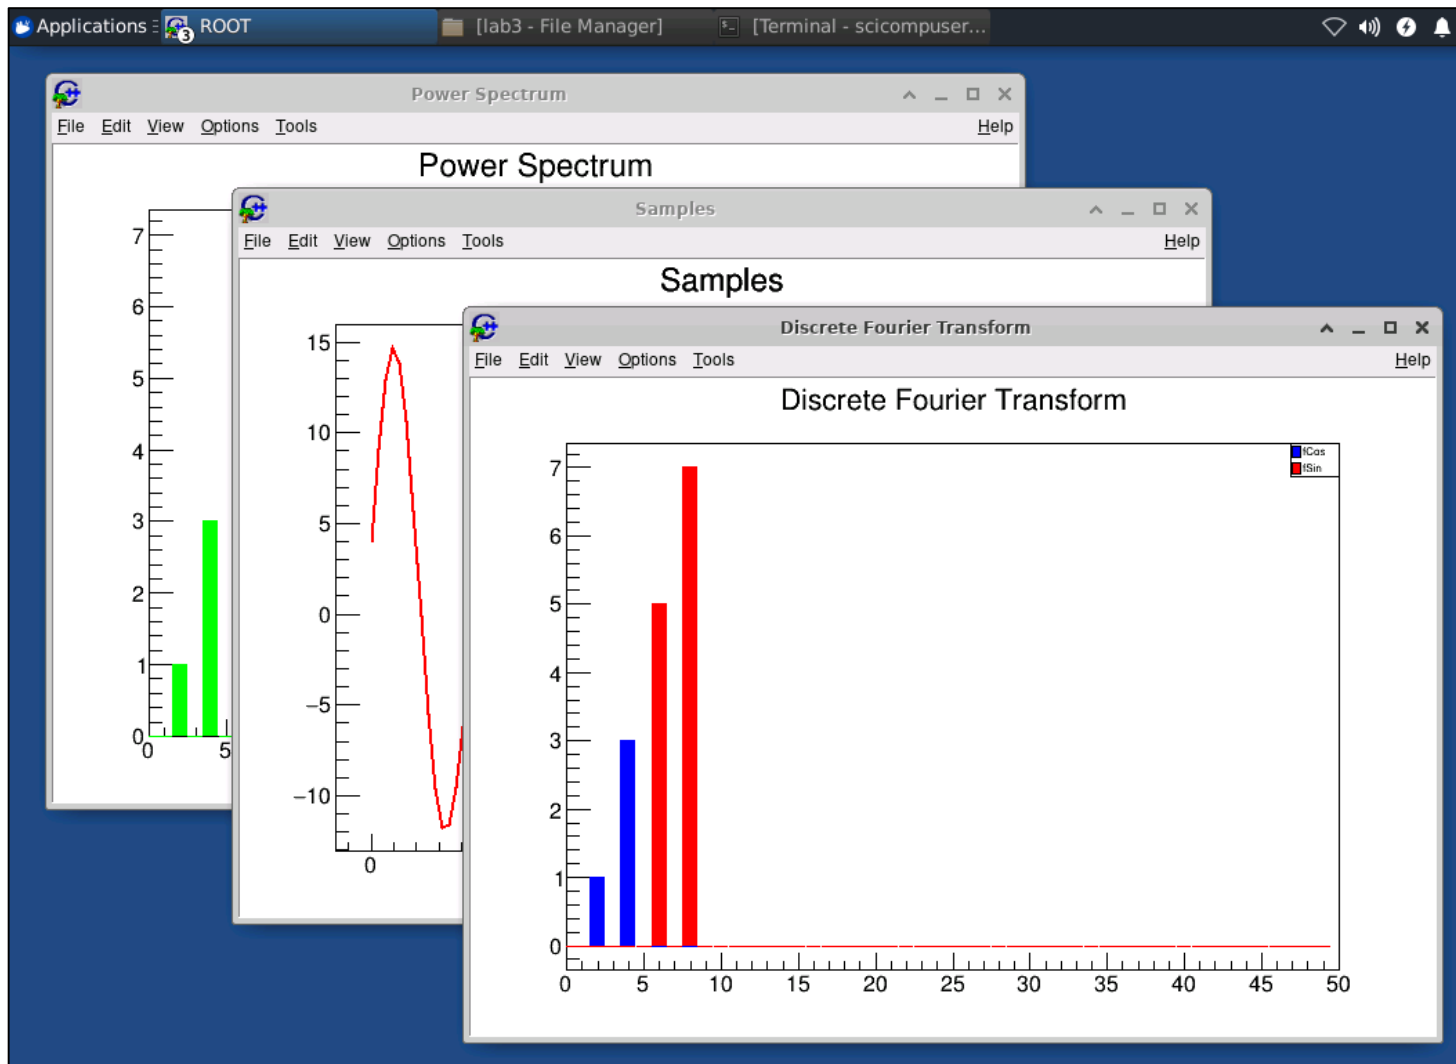 Applications ROOT [lab3 - File Manager] [Terminal - scicompuser...
3
Power Spectrum
File Edit View Options Tools Help
Power Spectrum
7
6
5
4
3
2
1
0
0 5
Samples
File Edit View Options Tools Help
Samples
15
10
5
0
−5
−10
0
Discrete Fourier Transform
File Edit View Options Tools Help
Discrete Fourier Transform
fCos
fSin
7
6
5
4
3
2
1
0
0 5 10 15 20 25 30 35 40 45 50